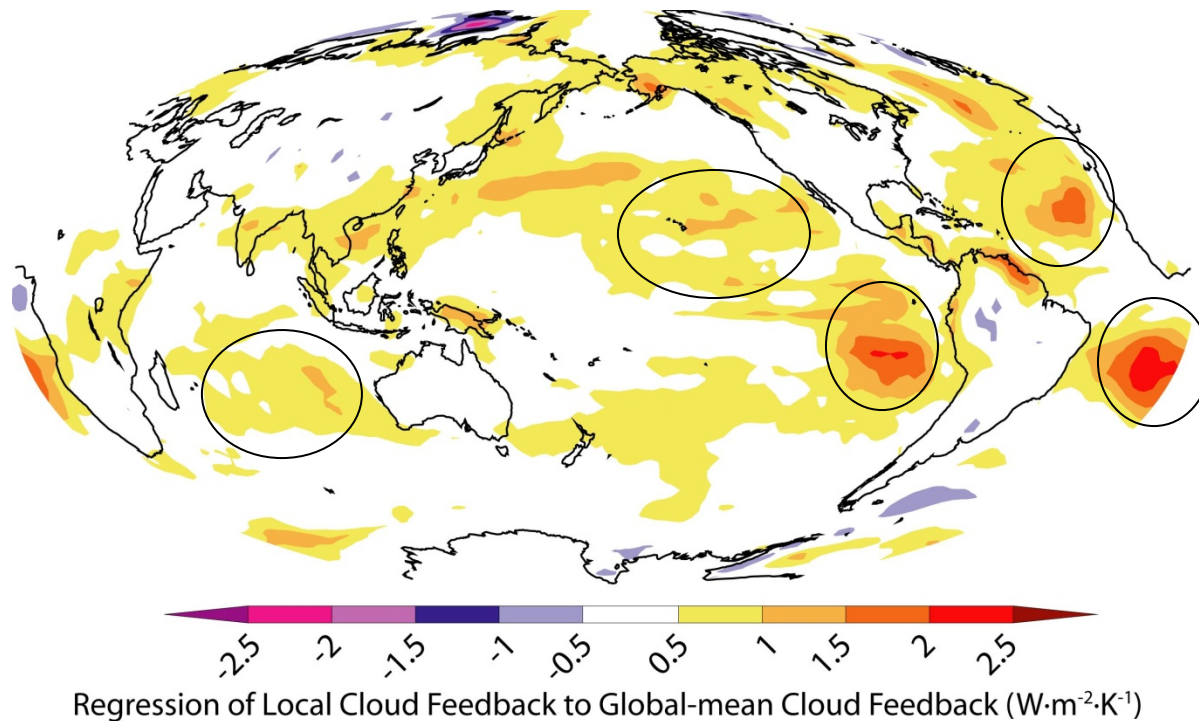 -2.5 -2 -1.5 -1 -0.5 0.5 1 1.5 2 2.5
Regression of Local Cloud Feedback to Global-mean Cloud Feedback (W·m⁻²·K⁻¹)